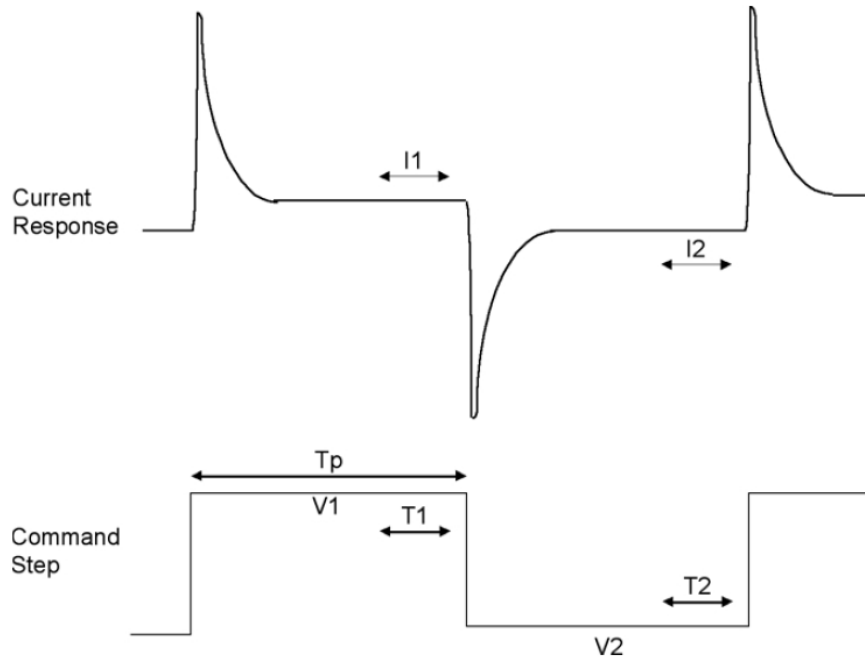 I1
Current
Response
I2
Tp
V1
T1
Command
Step
T2
V2